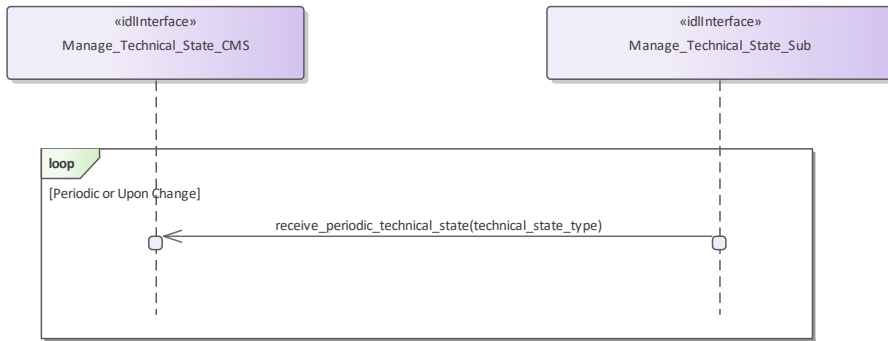 «idlInterface»
Manage_Technical_State_CMS
«idlInterface»
Manage_Technical_State_Sub
loop
[Periodic or Upon Change]
receive_periodic_technical_state(technical_state_type)